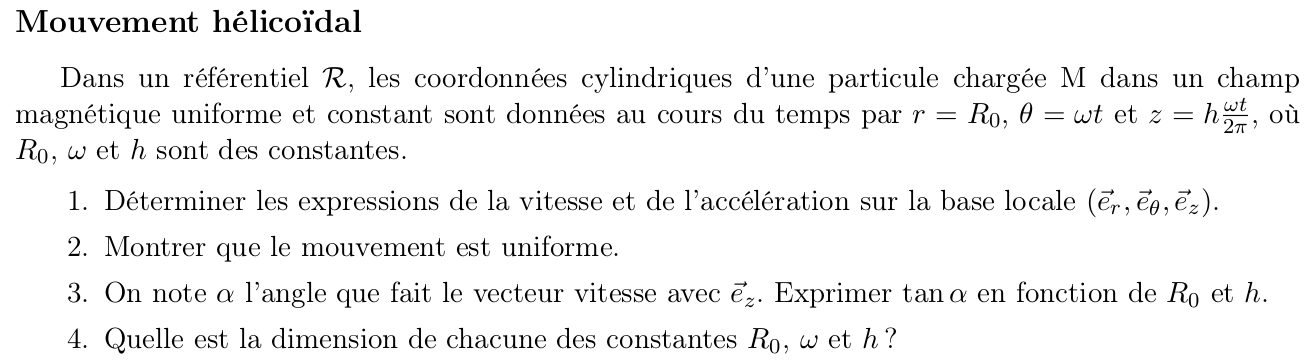 Mouvement hélicoïdal
Dans un référentiel ℛ, les coordonnées cylindriques d'une particule chargée M dans un champ
magnétique uniforme et constant sont données au cours du temps par $r = R_0$, $\theta = \omega t$ et $z = h\frac{\omega t}{2\pi}$, où
$R_0$, $\omega$ et $h$ sont des constantes.
1. Déterminer les expressions de la vitesse et de l'accélération sur la base locale $(\vec{e}_r, \vec{e}_\theta, \vec{e}_z)$.
2. Montrer que le mouvement est uniforme.
3. On note $\alpha$ l'angle que fait le vecteur vitesse avec $\vec{e}_z$. Exprimer $\tan \alpha$ en fonction de $R_0$ et $h$.
4. Quelle est la dimension de chacune des constantes $R_0$, $\omega$ et $h$ ?